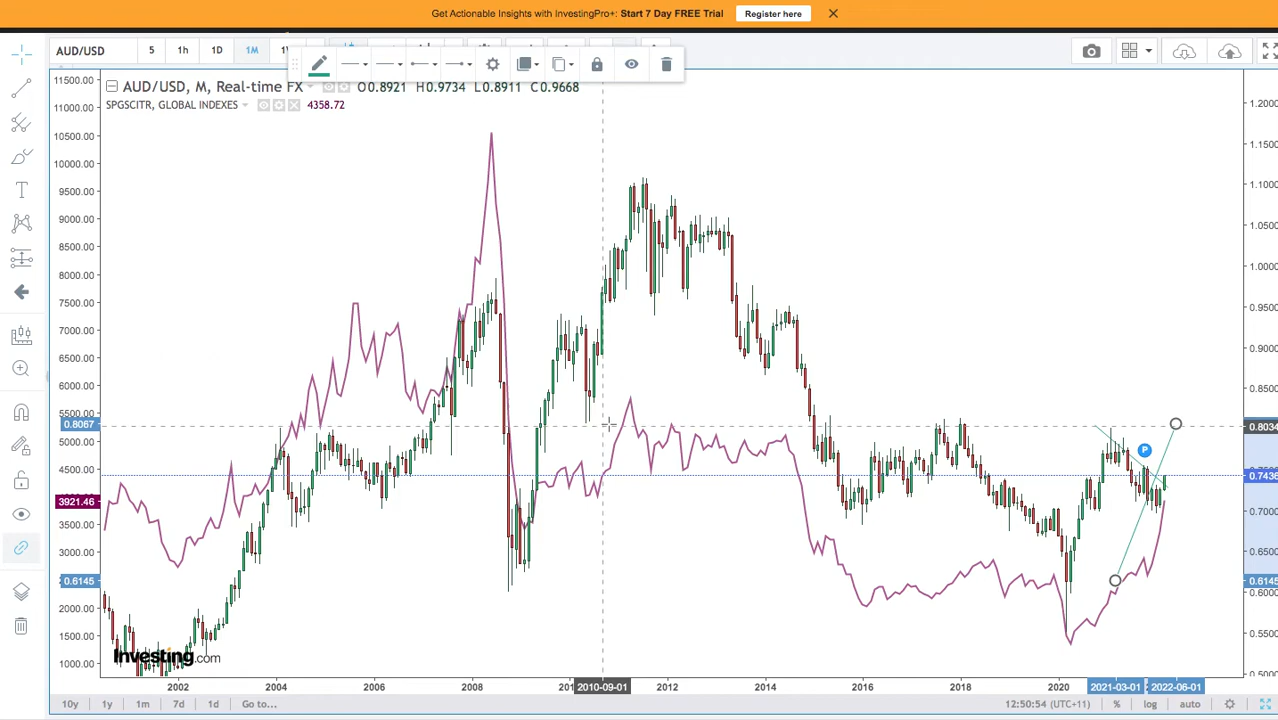 Get Actionable Insights with InvestingPro+: Start 7 Day FREE Trial
Register here
AUD/USD
5
1h
1D
1M
AUD/USD, M, Real-time FX
O0.8921 H0.9734 L0.8911 C0.9668
SPGSCITR, GLOBAL INDEXES
4358.72
11500.00
11000.00
10500.00
10000.00
9500.00
9000.00
8500.00
8000.00
7500.00
7000.00
6500.00
6000.00
5500.00
0.8067
5000.00
4500.00
3921.46
3500.00
3000.00
0.6145
2000.00
1500.00
1000.00
1.2000
1.1500
1.1000
1.0500
1.0000
0.9500
0.9000
0.8500
0.8034
0.7436
0.7000
0.6500
0.6145
0.6000
0.5500
0.5000
P
Investing.com
2002
2004
2006
2008
2010-09-01
2012
2014
2016
2018
2020
2021-03-01
2022-06-01
10y
1y
1m
7d
1d
Go to...
12:50:54 (UTC+11)
%
log
auto